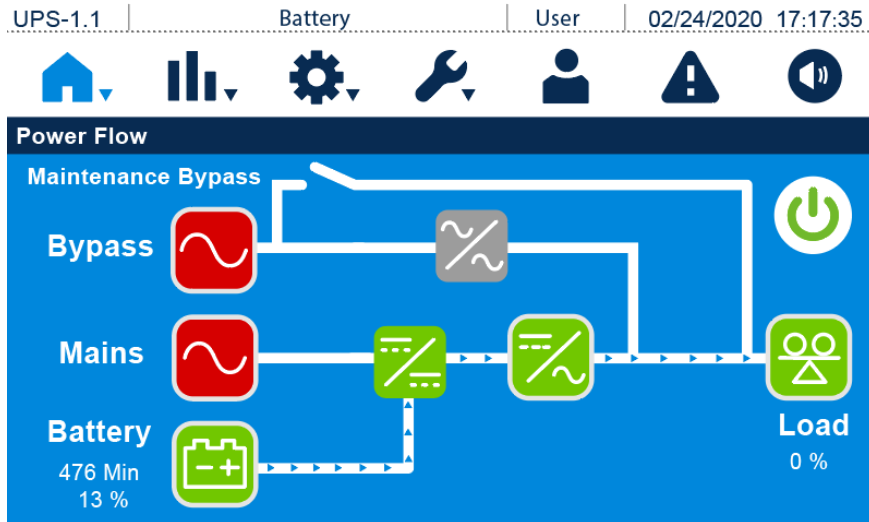 UPS-1.1 Battery User 02/24/2020 17:17:35
Power Flow
Maintenance Bypass
Bypass
Mains
Battery
476 Min
13 %
Load
0 %